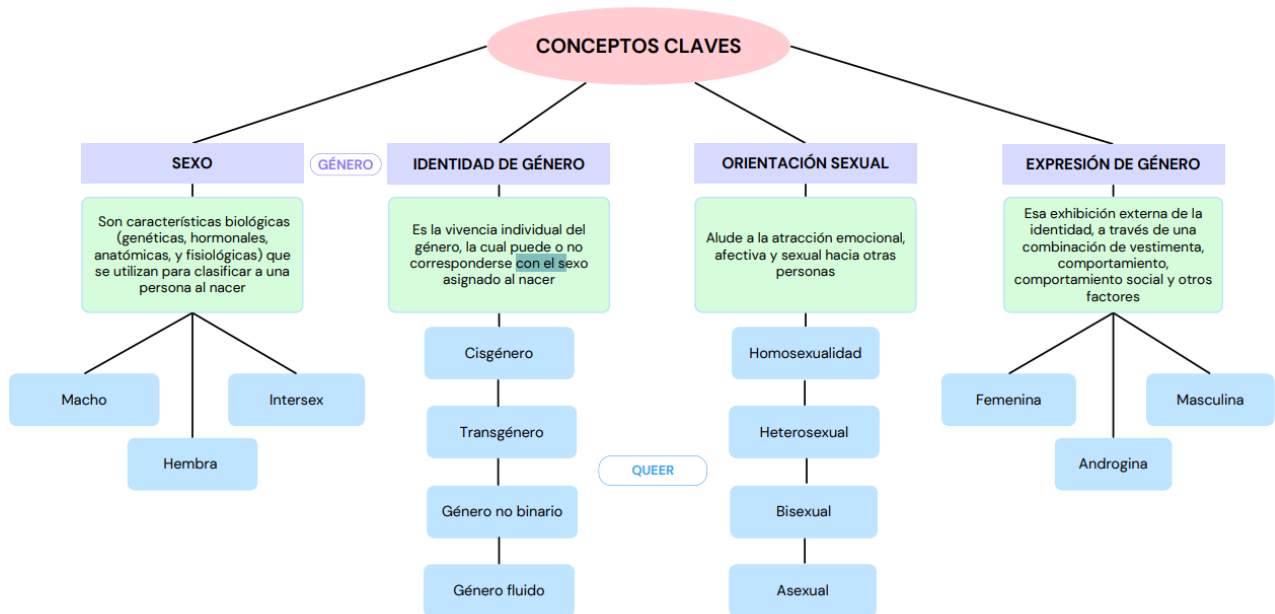 CONCEPTOS CLAVES
SEXO
GÉNERO
IDENTIDAD DE GÉNERO
ORIENTACIÓN SEXUAL
EXPRESIÓN DE GÉNERO
Son características biológicas
(genéticas, hormonales,
anatómicas, y fisiológicas) que
se utilizan para clasificar a una
persona al nacer
Es la vivencia individual del
género, la cual puede o no
corresponderse con el sexo
asignado al nacer
Alude a la atracción emocional,
afectiva y sexual hacia otras
personas
Esa exhibición externa de la
identidad, a través de una
combinación de vestimenta,
comportamiento,
comportamiento social y otros
factores
Macho
Hembra
Intersex
Cisgénero
Transgénero
Género no binario
Género fluido
QUEER
Homosexualidad
Heterosexual
Bisexual
Asexual
Femenina
Androgina
Masculina